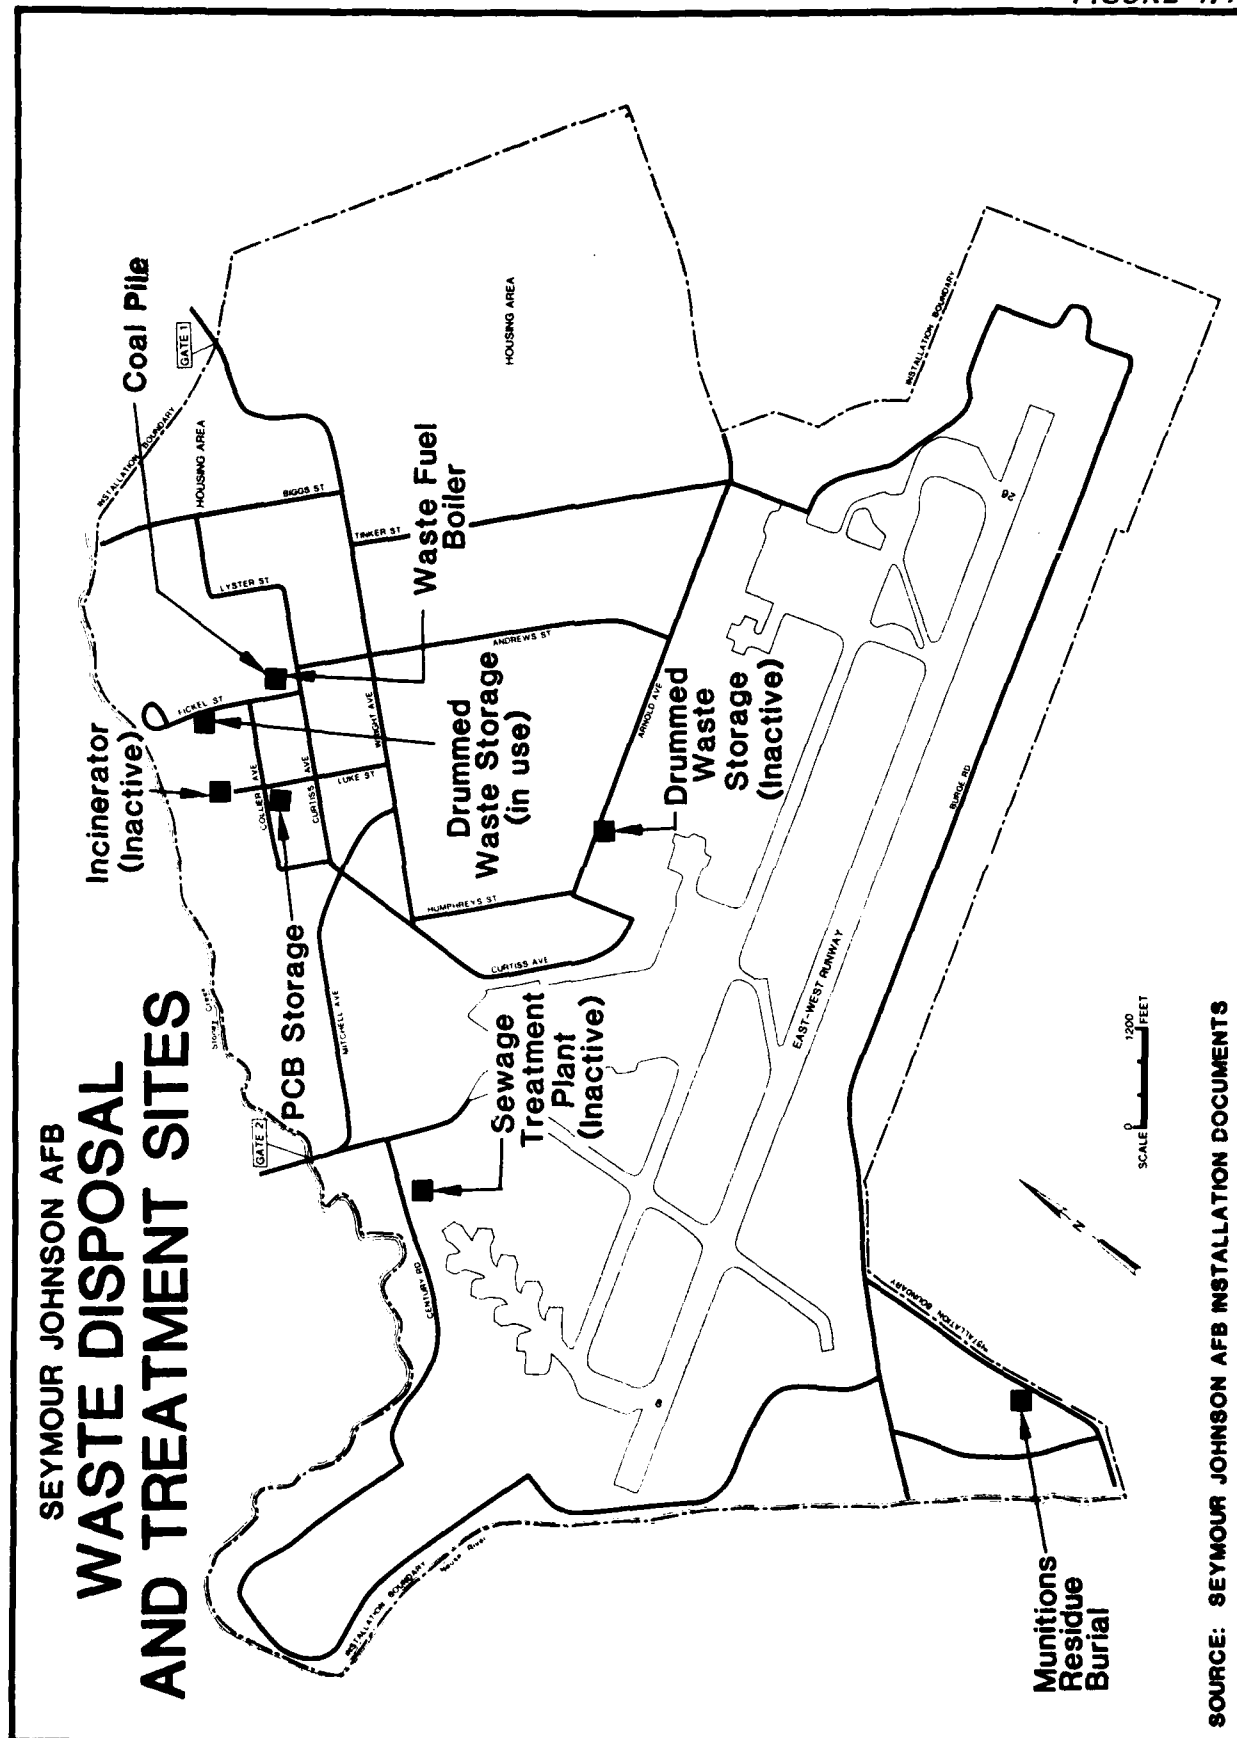 SEYMOUR JOHNSON AFB
WASTE DISPOSAL
AND TREATMENT SITES
Incinerator
(Inactive)
Coal Pile
PCB Storage
Drummed
Waste Storage
(in use)
Waste Fuel
Boiler
Drummed
Waste
Storage
(Inactive)
Sewage
Treatment
Plant
(Inactive)
Munitions
Residue
Burial
GATE 1
GATE 2
INSTALLATION BOUNDARY
HOUSING AREA
HOUSING AREA
BIGGS ST
TINKER ST
LYSTER ST
FICKEL ST
ANDREWS ST
COLLIER AVE
CURTISS AVE
LUKE ST
WRIGHT AVE
MITCHELL AVE
HUMPHREYS ST
CURTISS AVE
ARNOLD AVE
CENTURY RD
BURGE RD
EAST-WEST RUNWAY
26
8
INSTALLATION BOUNDARY
INSTALLATION BOUNDARY
INSTALLATION BOUNDARY
Neuse River
N
SCALE 0 1200 FEET
SOURCE: SEYMOUR JOHNSON AFB INSTALLATION DOCUMENTS